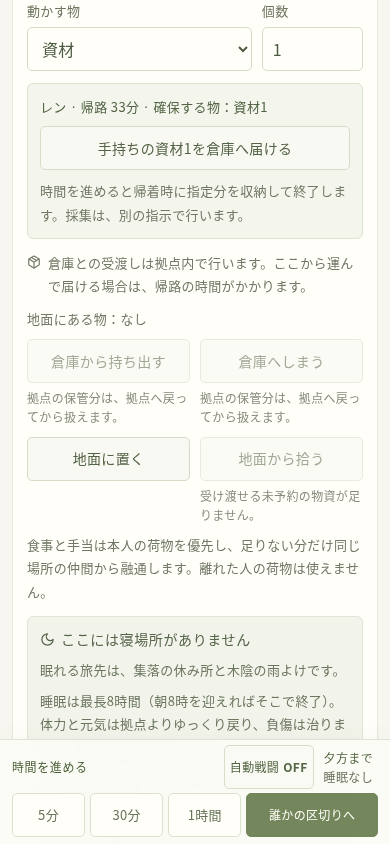 動かす物 個数
資材 1
レン · 帰路 33分 · 確保する物：資材1
手持ちの資材1を倉庫へ届ける
時間を進めると帰着時に指定分を収納して終了しま
す。採集は、別の指示で行います。
倉庫との受渡しは拠点内で行います。ここから運ん
で届ける場合は、帰路の時間がかかります。
地面にある物：なし
倉庫から持ち出す 倉庫へしまう
拠点の保管分は、拠点へ戻っ
てから扱えます。
拠点の保管分は、拠点へ戻っ
てから扱えます。
地面に置く 地面から拾う
受け渡せる未予約の物資が足
りません。
食事と手当は本人の荷物を優先し、足りない分だけ同じ
場所の仲間から融通します。離れた人の荷物は使えませ
ん。
ここには寝場所がありません
眠れる旅先は、集落の休み所と木陰の雨よけです。
睡眠は最長8時間（朝8時を迎えればそこで終了）。
体力と元気は拠点よりゆっくり戻り、負傷は治りま
時間を進める
自動戦闘 OFF
夕方まで
睡眠なし
5分 30分 1時間 誰かの区切りへ